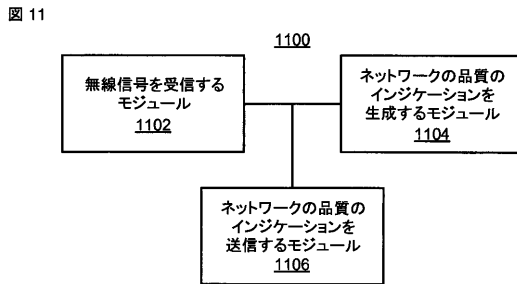 図 11
1100
無線信号を受信する
モジュール
1102
ネットワークの品質の
インジケーションを
生成するモジュール
1104
ネットワークの品質の
インジケーションを
送信するモジュール
1106